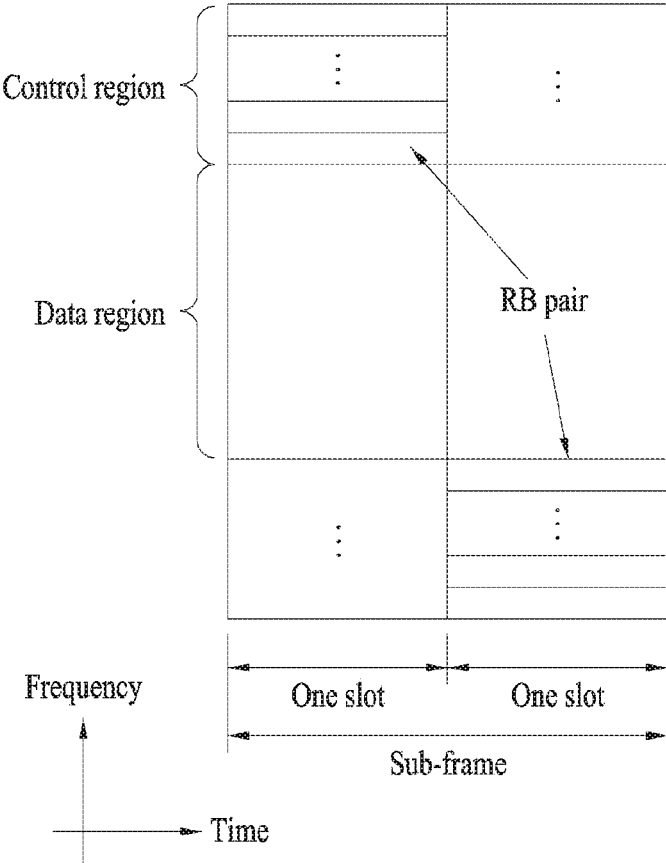 Control region
Data region
RB pair
One slot
One slot
Sub-frame
Frequency
Time